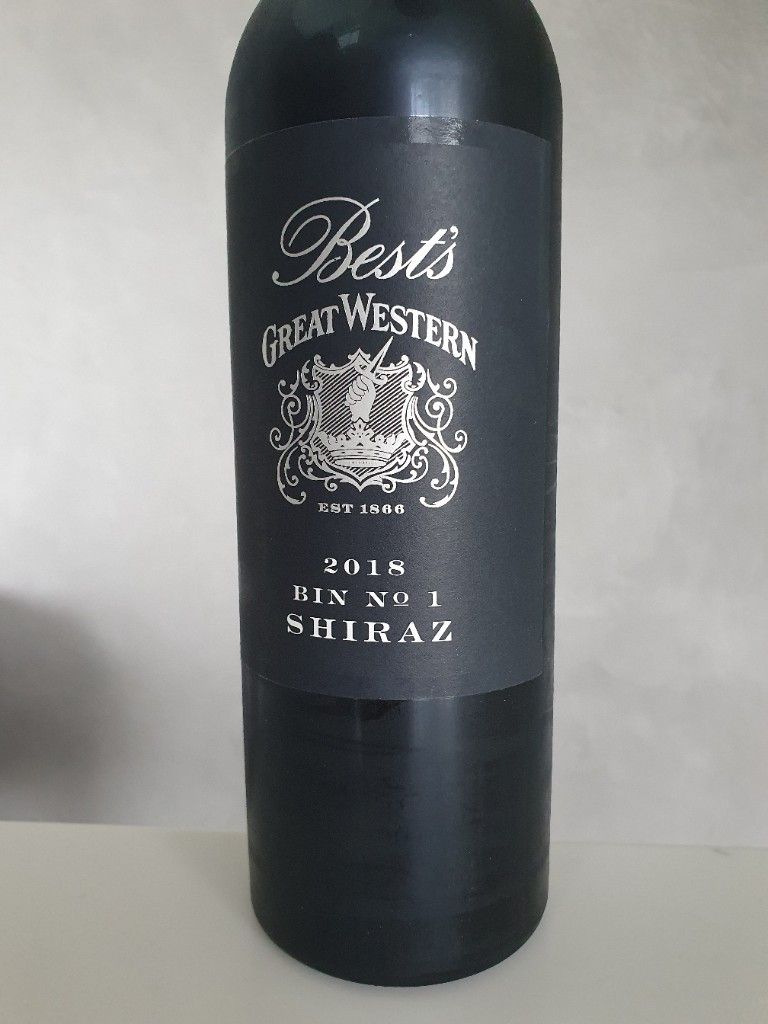 Best's
GREAT WESTERN
EST 1866
2018
BIN No 1
SHIRAZ